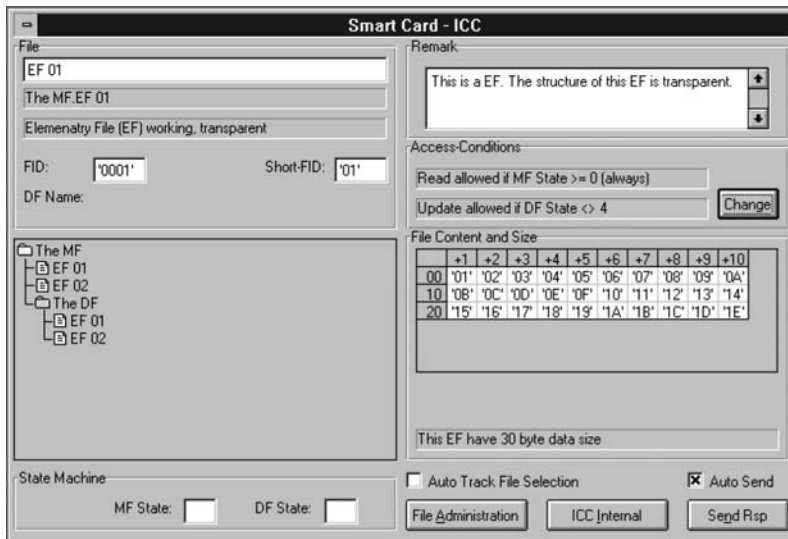 Smart Card - ICC
File
EF 01
The MF.EF 01
Elemenatry File (EF) working, transparent
FID: '0001' Short-FID: '01'
DF Name:
The MF
EF 01
EF 02
The DF
EF 01
EF 02
State Machine
MF State: DF State:
Remark
This is a EF. The structure of this EF is transparent.
Access-Conditions
Read allowed if MF State >= 0 (always)
Update allowed if DF State <> 4
Change
File Content and Size
+1 +2 +3 +4 +5 +6 +7 +8 +9 +10
00 '01' '02' '03' '04' '05' '06' '07' '08' '09' '0A'
10 '0B' '0C' '0D' '0E' '0F' '10' '11' '12' '13' '14'
20 '15' '16' '17' '18' '19' '1A' '1B' '1C' '1D' '1E'
This EF have 30 byte data size
Auto Track File Selection Auto Send
File Administration ICC Internal Send Rsp